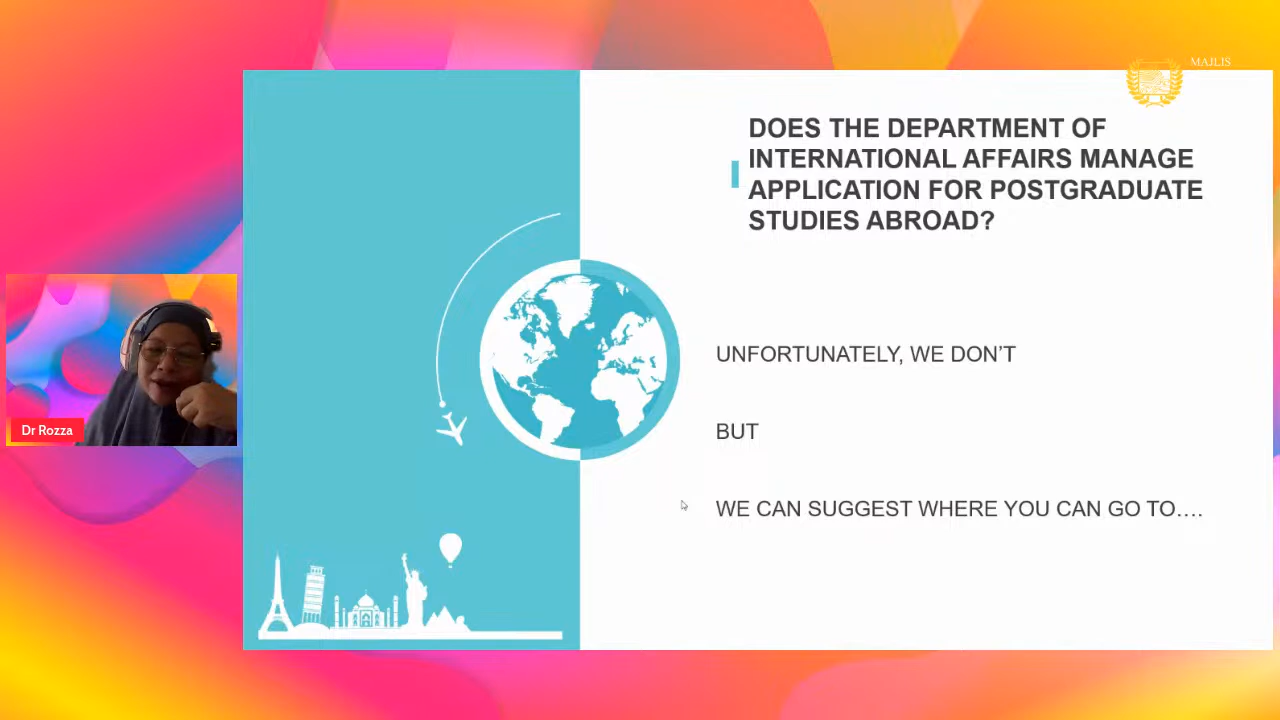 MAJLIS
DOES THE DEPARTMENT OF
INTERNATIONAL AFFAIRS MANAGE
APPLICATION FOR POSTGRADUATE
STUDIES ABROAD?
UNFORTUNATELY, WE DON'T
BUT
WE CAN SUGGEST WHERE YOU CAN GO TO....
Dr Rozza